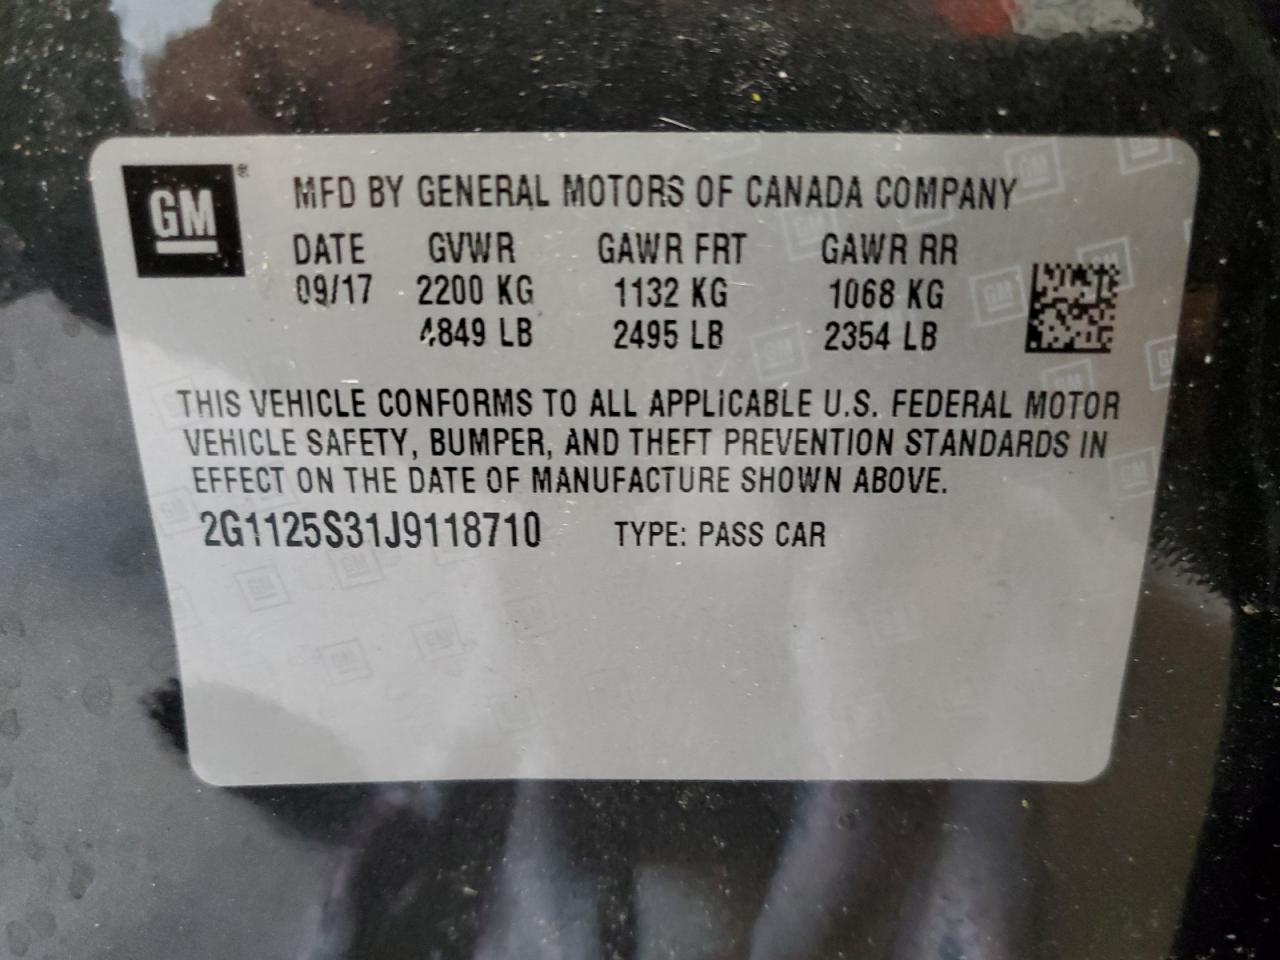 GM ®
MFD BY GENERAL MOTORS OF CANADA COMPANY
DATE GVWR GAWR FRT GAWR RR
09/17 2200 KG 1132 KG 1068 KG
4849 LB 2495 LB 2354 LB
THIS VEHICLE CONFORMS TO ALL APPLICABLE U.S. FEDERAL MOTOR
VEHICLE SAFETY, BUMPER, AND THEFT PREVENTION STANDARDS IN
EFFECT ON THE DATE OF MANUFACTURE SHOWN ABOVE.
2G1125S31J9118710 TYPE: PASS CAR